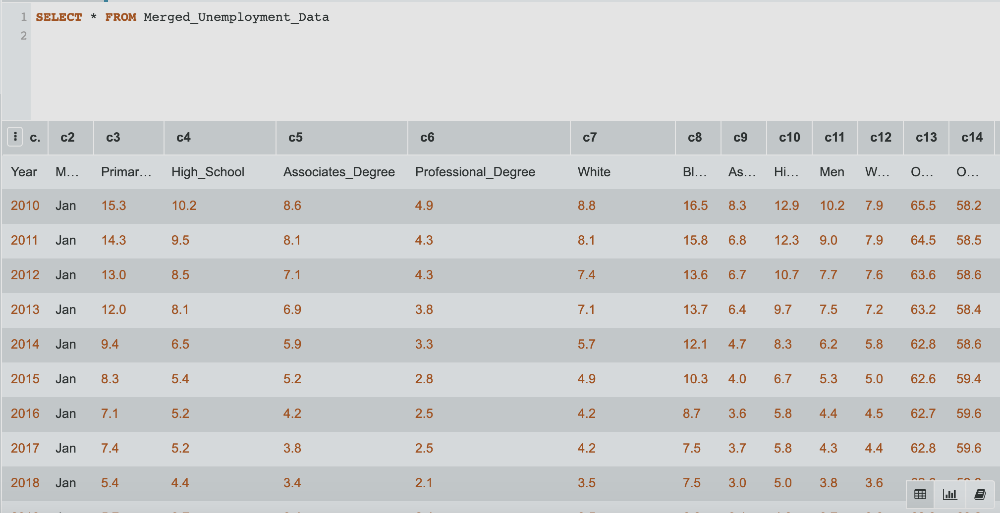 1 SELECT * FROM Merged_Unemployment_Data
2
c. c2 c3 c4 c5 c6 c7 c8 c9 c10 c11 c12 c13 c14
Year M... Primar... High_School Associates_Degree Professional_Degree White Bl... As... Hi... Men W... O... O...
2010 Jan 15.3 10.2 8.6 4.9 8.8 16.5 8.3 12.9 10.2 7.9 65.5 58.2
2011 Jan 14.3 9.5 8.1 4.3 8.1 15.8 6.8 12.3 9.0 7.9 64.5 58.5
2012 Jan 13.0 8.5 7.1 4.3 7.4 13.6 6.7 10.7 7.7 7.6 63.6 58.6
2013 Jan 12.0 8.1 6.9 3.8 7.1 13.7 6.4 9.7 7.5 7.2 63.2 58.4
2014 Jan 9.4 6.5 5.9 3.3 5.7 12.1 4.7 8.3 6.2 5.8 62.8 58.6
2015 Jan 8.3 5.4 5.2 2.8 4.9 10.3 4.0 6.7 5.3 5.0 62.6 59.4
2016 Jan 7.1 5.2 4.2 2.5 4.2 8.7 3.6 5.8 4.4 4.5 62.7 59.6
2017 Jan 7.4 5.2 3.8 2.5 4.2 7.5 3.7 5.8 4.3 4.4 62.8 59.6
2018 Jan 5.4 4.4 3.4 2.1 3.5 7.5 3.0 5.0 3.8 3.6